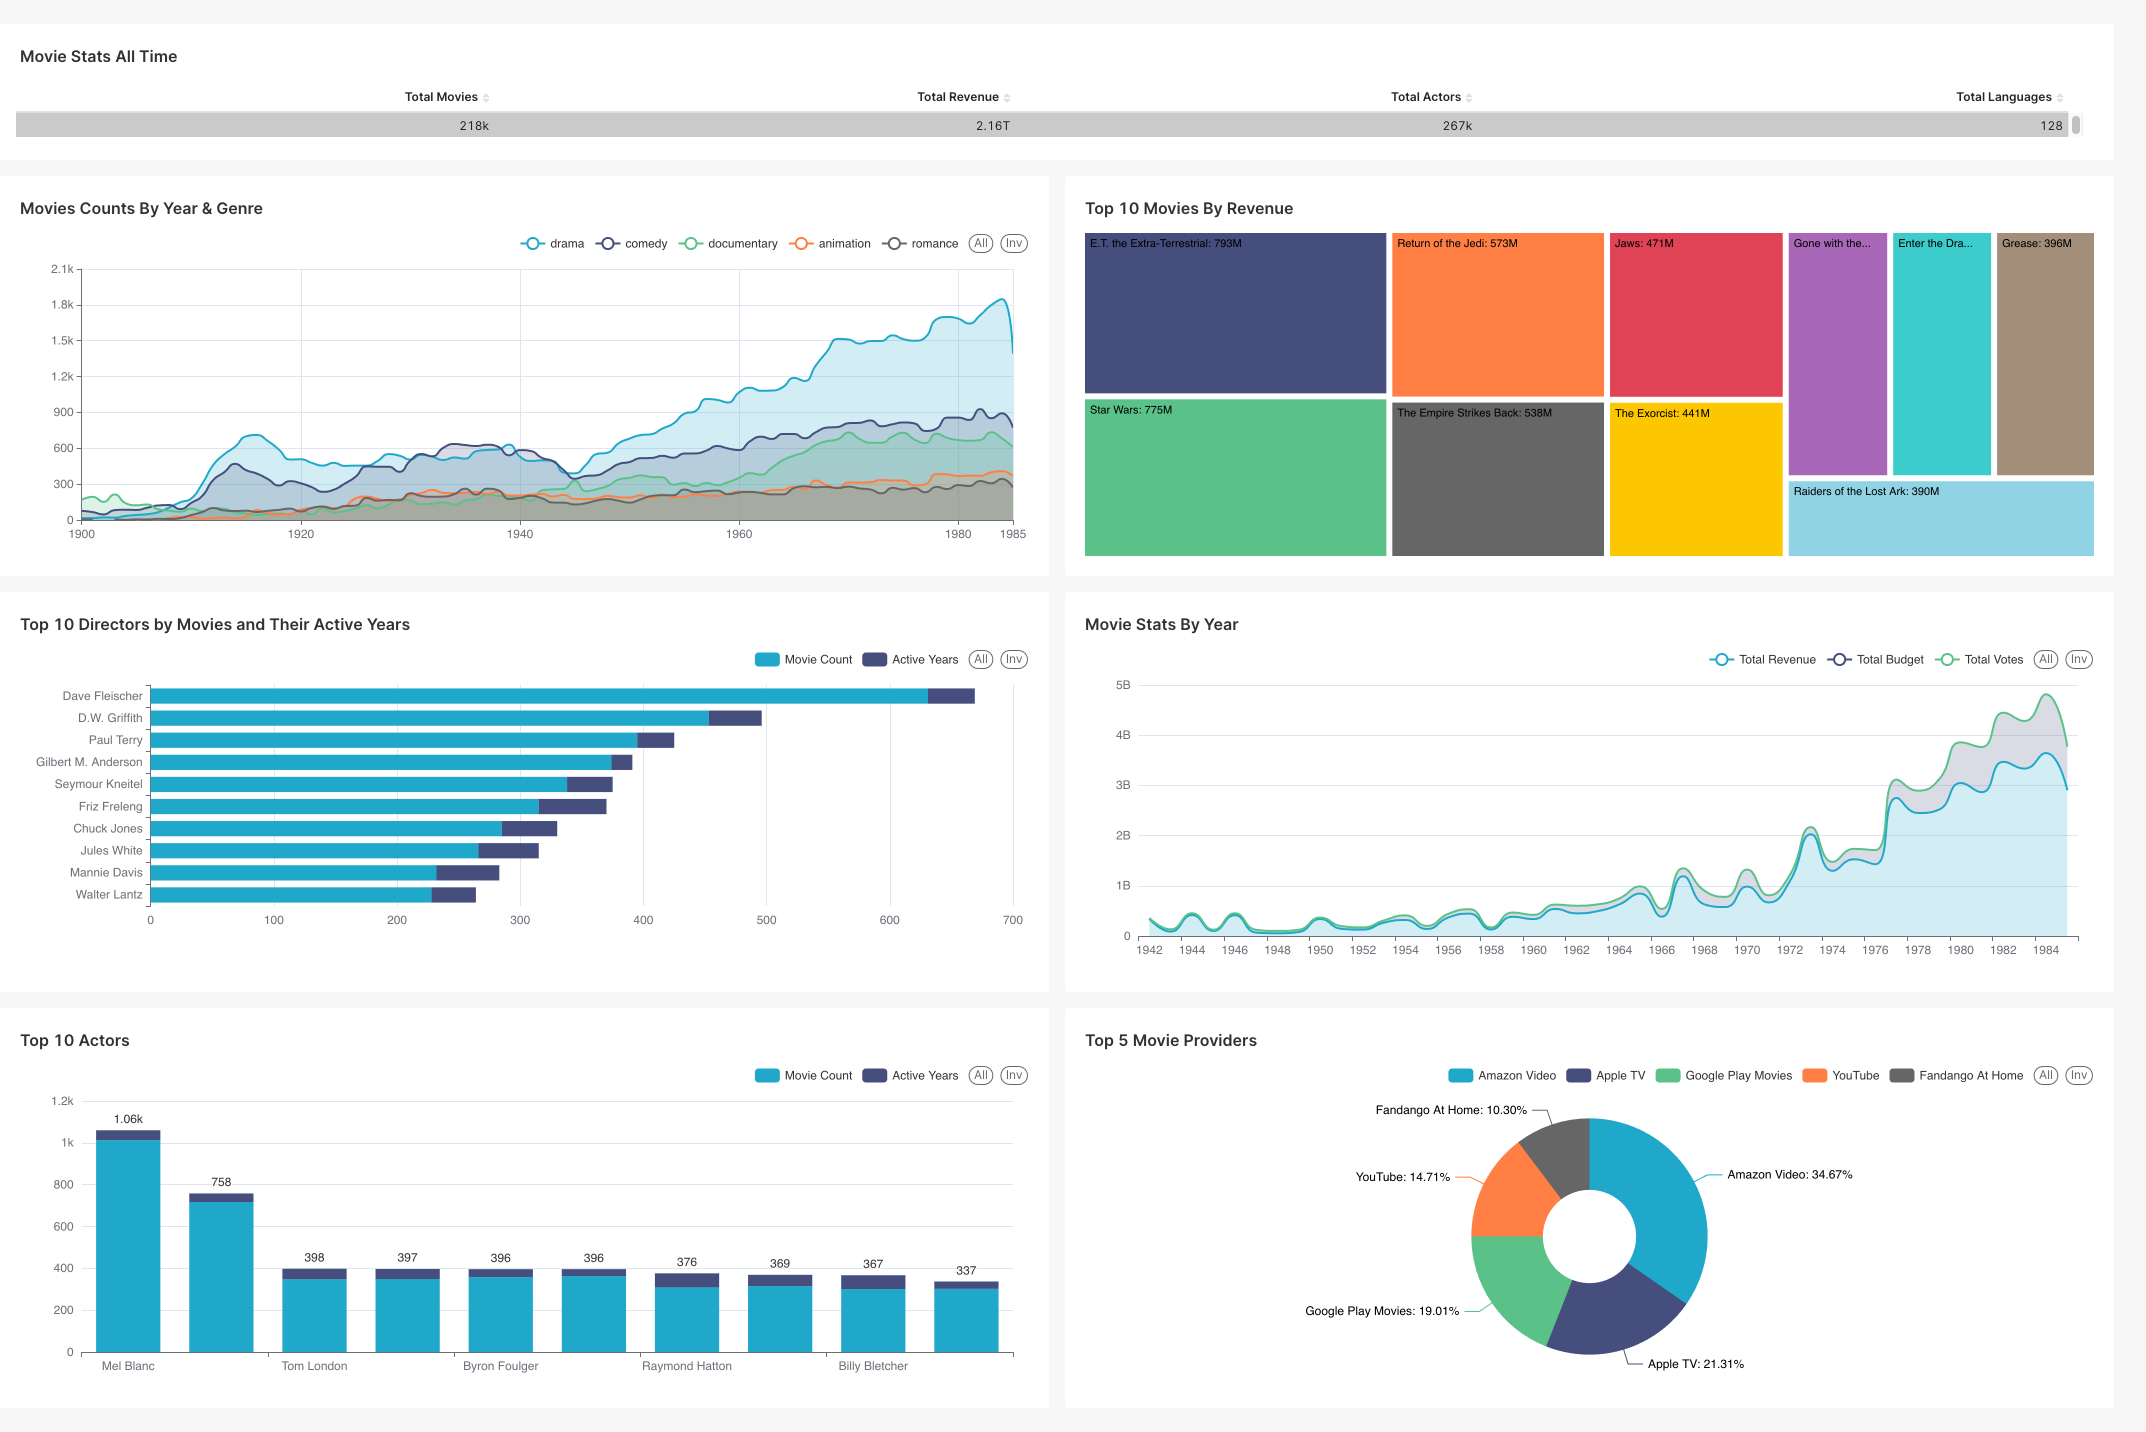 Movie Stats All Time
Total Movies Total Revenue Total Actors Total Languages
218k 2.16T 267k 128
Movies Counts By Year & Genre
drama comedy documentary animation romance All Inv
2.1k
1.8k
1.5k
1.2k
900
600
300
0
1900 1920 1940 1960 1980 1985
Top 10 Movies By Revenue
E.T. the Extra-Terrestrial: 793M Return of the Jedi: 573M Jaws: 471M Gone with the... Enter the Dra... Grease: 396M
Star Wars: 775M The Empire Strikes Back: 538M The Exorcist: 441M
Raiders of the Lost Ark: 390M
Top 10 Directors by Movies and Their Active Years
Movie Count Active Years All Inv
Dave Fleischer
D.W. Griffith
Paul Terry
Gilbert M. Anderson
Seymour Kneitel
Friz Freleng
Chuck Jones
Jules White
Mannie Davis
Walter Lantz
0 100 200 300 400 500 600 700
Movie Stats By Year
Total Revenue Total Budget Total Votes All Inv
5B
4B
3B
2B
1B
0
1942 1944 1946 1948 1950 1952 1954 1956 1958 1960 1962 1964 1966 1968 1970 1972 1974 1976 1978 1980 1982 1984
Top 10 Actors
Movie Count Active Years All Inv
1.2k
1k
800
600
400
200
0
1.06k 758 398 397 396 396 376 369 367 337
Mel Blanc Tom London Byron Foulger Raymond Hatton Billy Bletcher
Top 5 Movie Providers
Amazon Video Apple TV Google Play Movies YouTube Fandango At Home All Inv
Fandango At Home: 10.30%
Amazon Video: 34.67%
YouTube: 14.71%
Google Play Movies: 19.01%
Apple TV: 21.31%